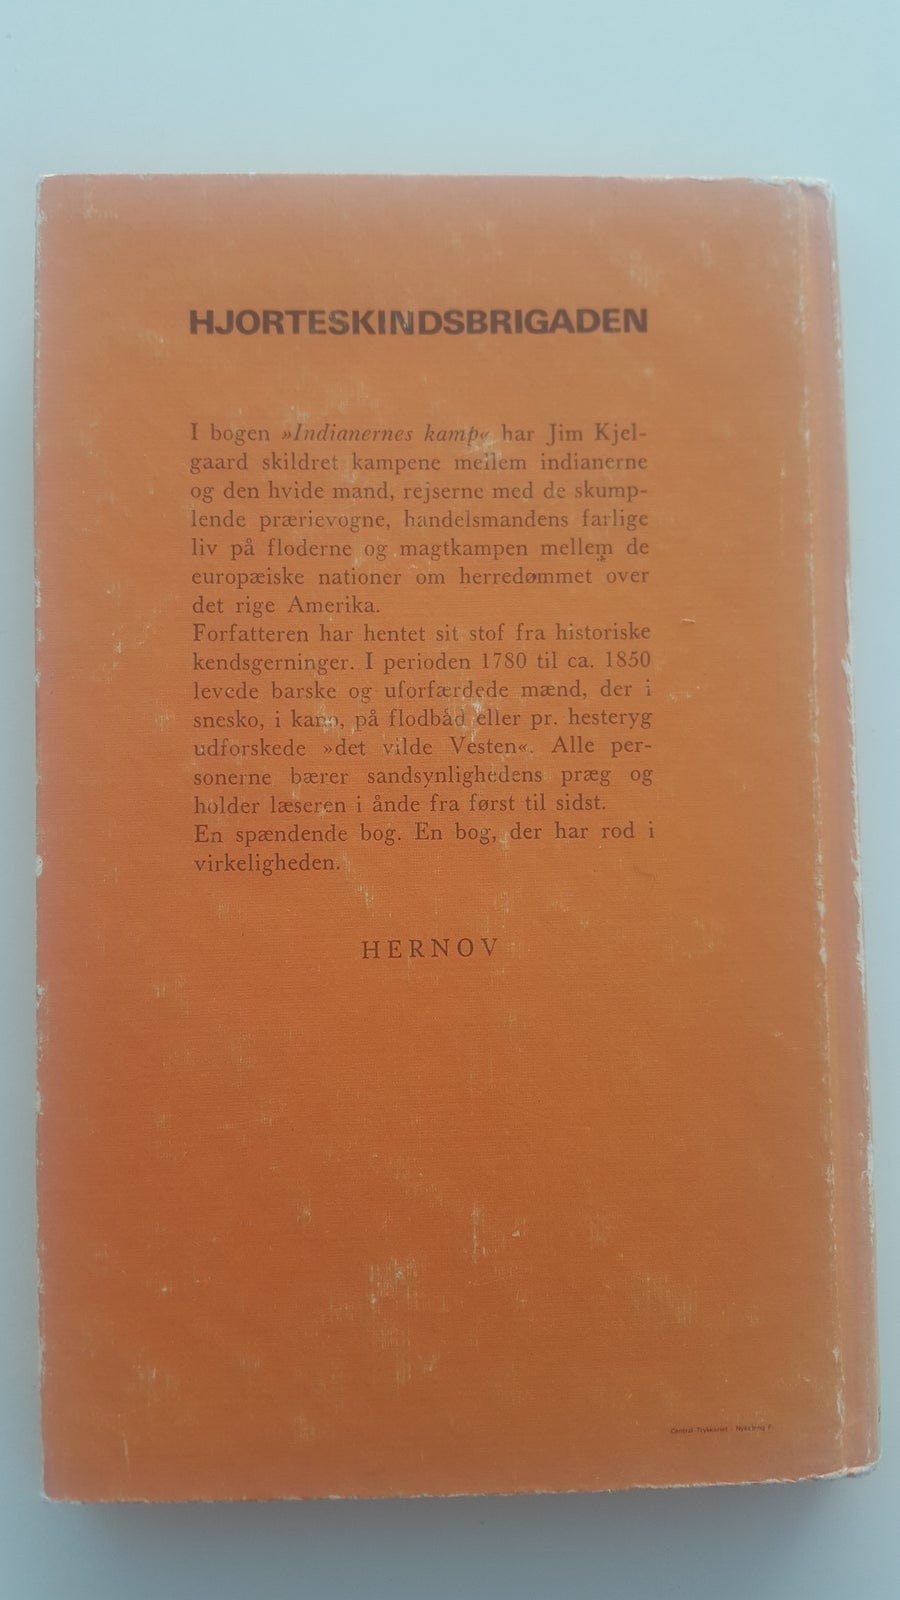 HJORTESKINDSBRIGADEN
I bogen »Indianernes kamp« har Jim Kjel-
gaard skildret kampene mellem indianerne
og den hvide mand, rejserne med de skump-
lende prærievogne, handelsmandens farlige
liv på floderne og magtkampen mellem de
europæiske nationer om herredømmet over
det rige Amerika.
Forfatteren har hentet sit stof fra historiske
kendsgerninger. I perioden 1780 til ca. 1850
levede barske og uforfærdede mænd, der i
snesko, i kano, på flodbåd eller pr. hesteryg
udforskede »det vilde Vesten«. Alle per-
sonerne bærer sandsynlighedens præg og
holder læseren i ånde fra først til sidst.
En spændende bog. En bog, der har rod i
virkeligheden.
HERNOV
Central-Trykkeriet - Nykøbing F.